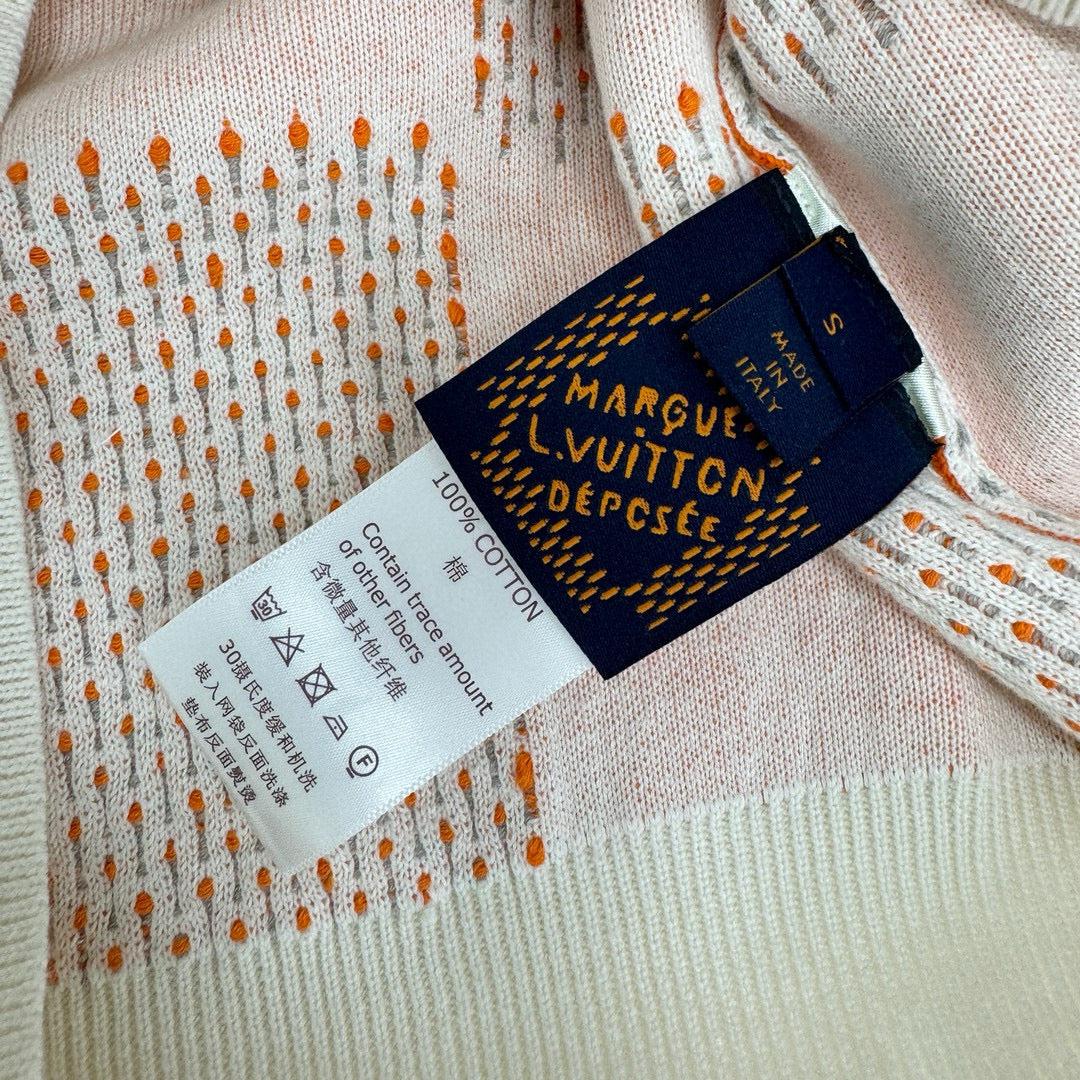 MARQUE
L.VUITTON
DÉPOSÉE
S
MADE
IN
ITALY
100% COTTON
棉
Contain trace amount
of other fibers
含微量其他纤维
30
F
30摄氏度缓和机洗
装入网袋反面洗涤
垫布反面熨烫